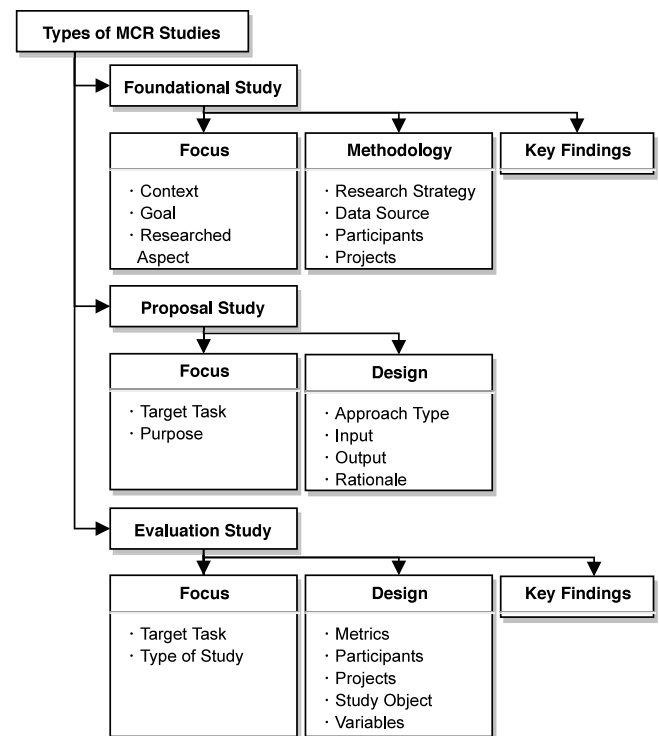 Types of MCR Studies
Foundational Study
Focus
· Context
· Goal
· Researched
Aspect
Methodology
· Research Strategy
· Data Source
· Participants
· Projects
Key Findings
Proposal Study
Focus
· Target Task
· Purpose
Design
· Approach Type
· Input
· Output
· Rationale
Evaluation Study
Focus
· Target Task
· Type of Study
Design
· Metrics
· Participants
· Projects
· Study Object
· Variables
Key Findings